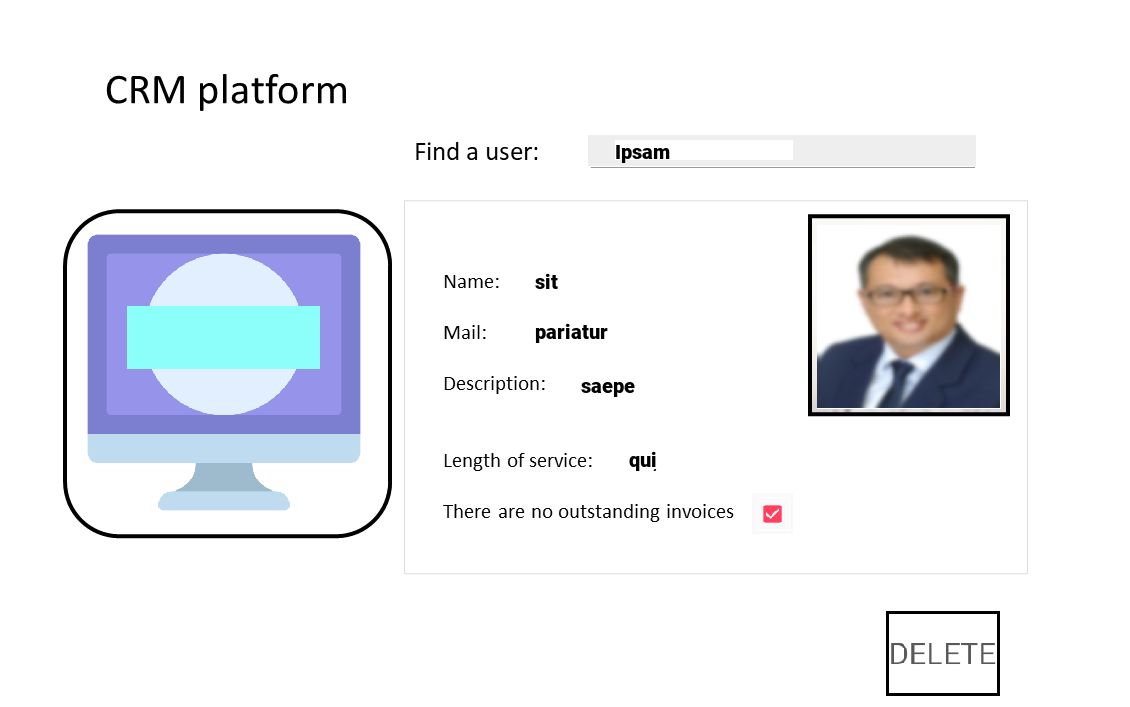 CRM platform
Find a user: Ipsam
Name: sit
Mail: pariatur
Description: saepe
Length of service: qui
There are no outstanding invoices
DELETE